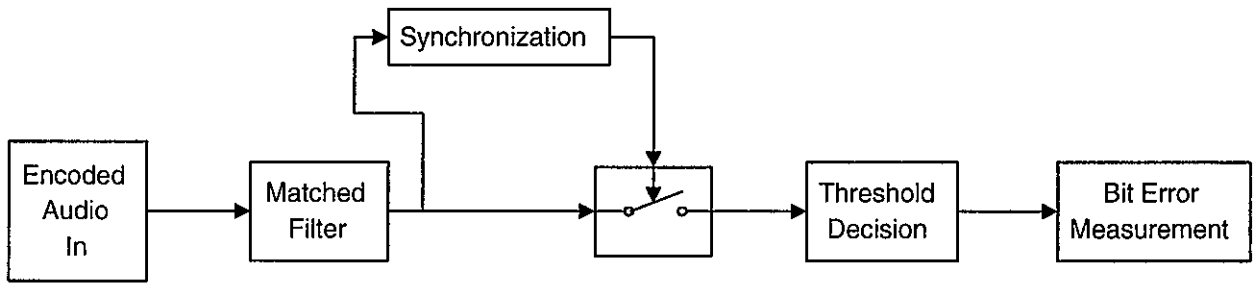 Synchronization
Encoded
Audio
In
Matched
Filter
Threshold
Decision
Bit Error
Measurement